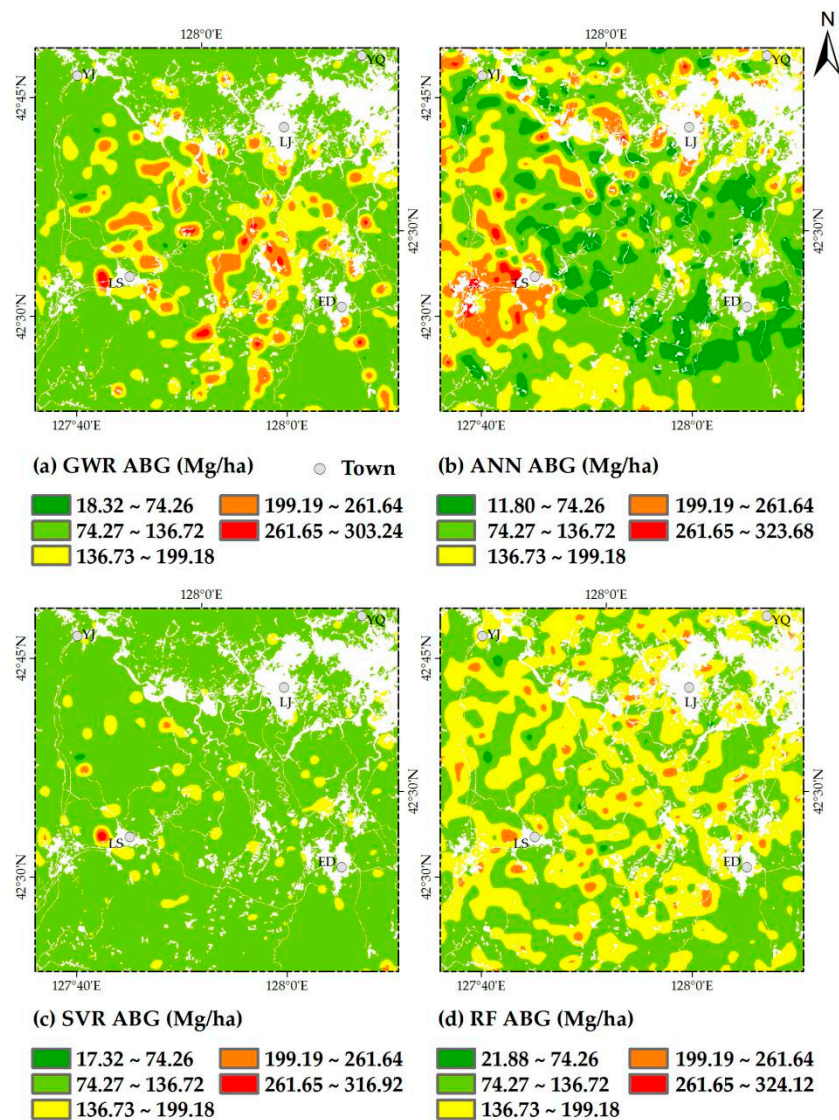 N
128°0'E
YJ
YQ
LJ
LS
ED
42°45'N
42°30'N
42°30'N
127°40'E
128°0'E
128°0'E
YJ
YQ
LJ
LS
ED
42°45'N
42°30'N
42°30'N
127°40'E
128°0'E
(a) GWR ABG (Mg/ha) Town
18.32 ~ 74.26 199.19 ~ 261.64
74.27 ~ 136.72 261.65 ~ 303.24
136.73 ~ 199.18
(b) ANN ABG (Mg/ha)
11.80 ~ 74.26 199.19 ~ 261.64
74.27 ~ 136.72 261.65 ~ 323.68
136.73 ~ 199.18
128°0'E
YJ
YQ
LJ
LS
ED
42°45'N
42°30'N
42°30'N
127°40'E
128°0'E
128°0'E
YJ
YQ
LJ
LS
ED
42°45'N
42°30'N
42°30'N
127°40'E
128°0'E
(c) SVR ABG (Mg/ha)
17.32 ~ 74.26 199.19 ~ 261.64
74.27 ~ 136.72 261.65 ~ 316.92
136.73 ~ 199.18
(d) RF ABG (Mg/ha)
21.88 ~ 74.26 199.19 ~ 261.64
74.27 ~ 136.72 261.65 ~ 324.12
136.73 ~ 199.18